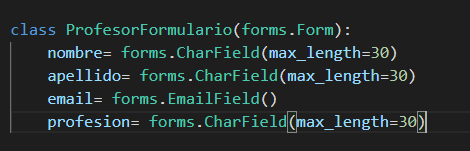 class ProfesorFormulario(forms.Form):
    nombre= forms.CharField(max_length=30)
    apellido= forms.CharField(max_length=30)
    email= forms.EmailField()
    profesion= forms.CharField(max_length=30)